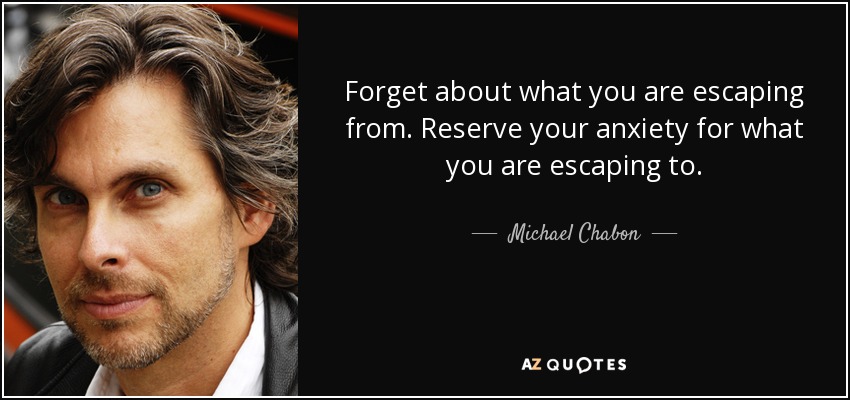 Forget about what you are escaping
from. Reserve your anxiety for what
you are escaping to.
Michael Chabon
AZ QUOTES